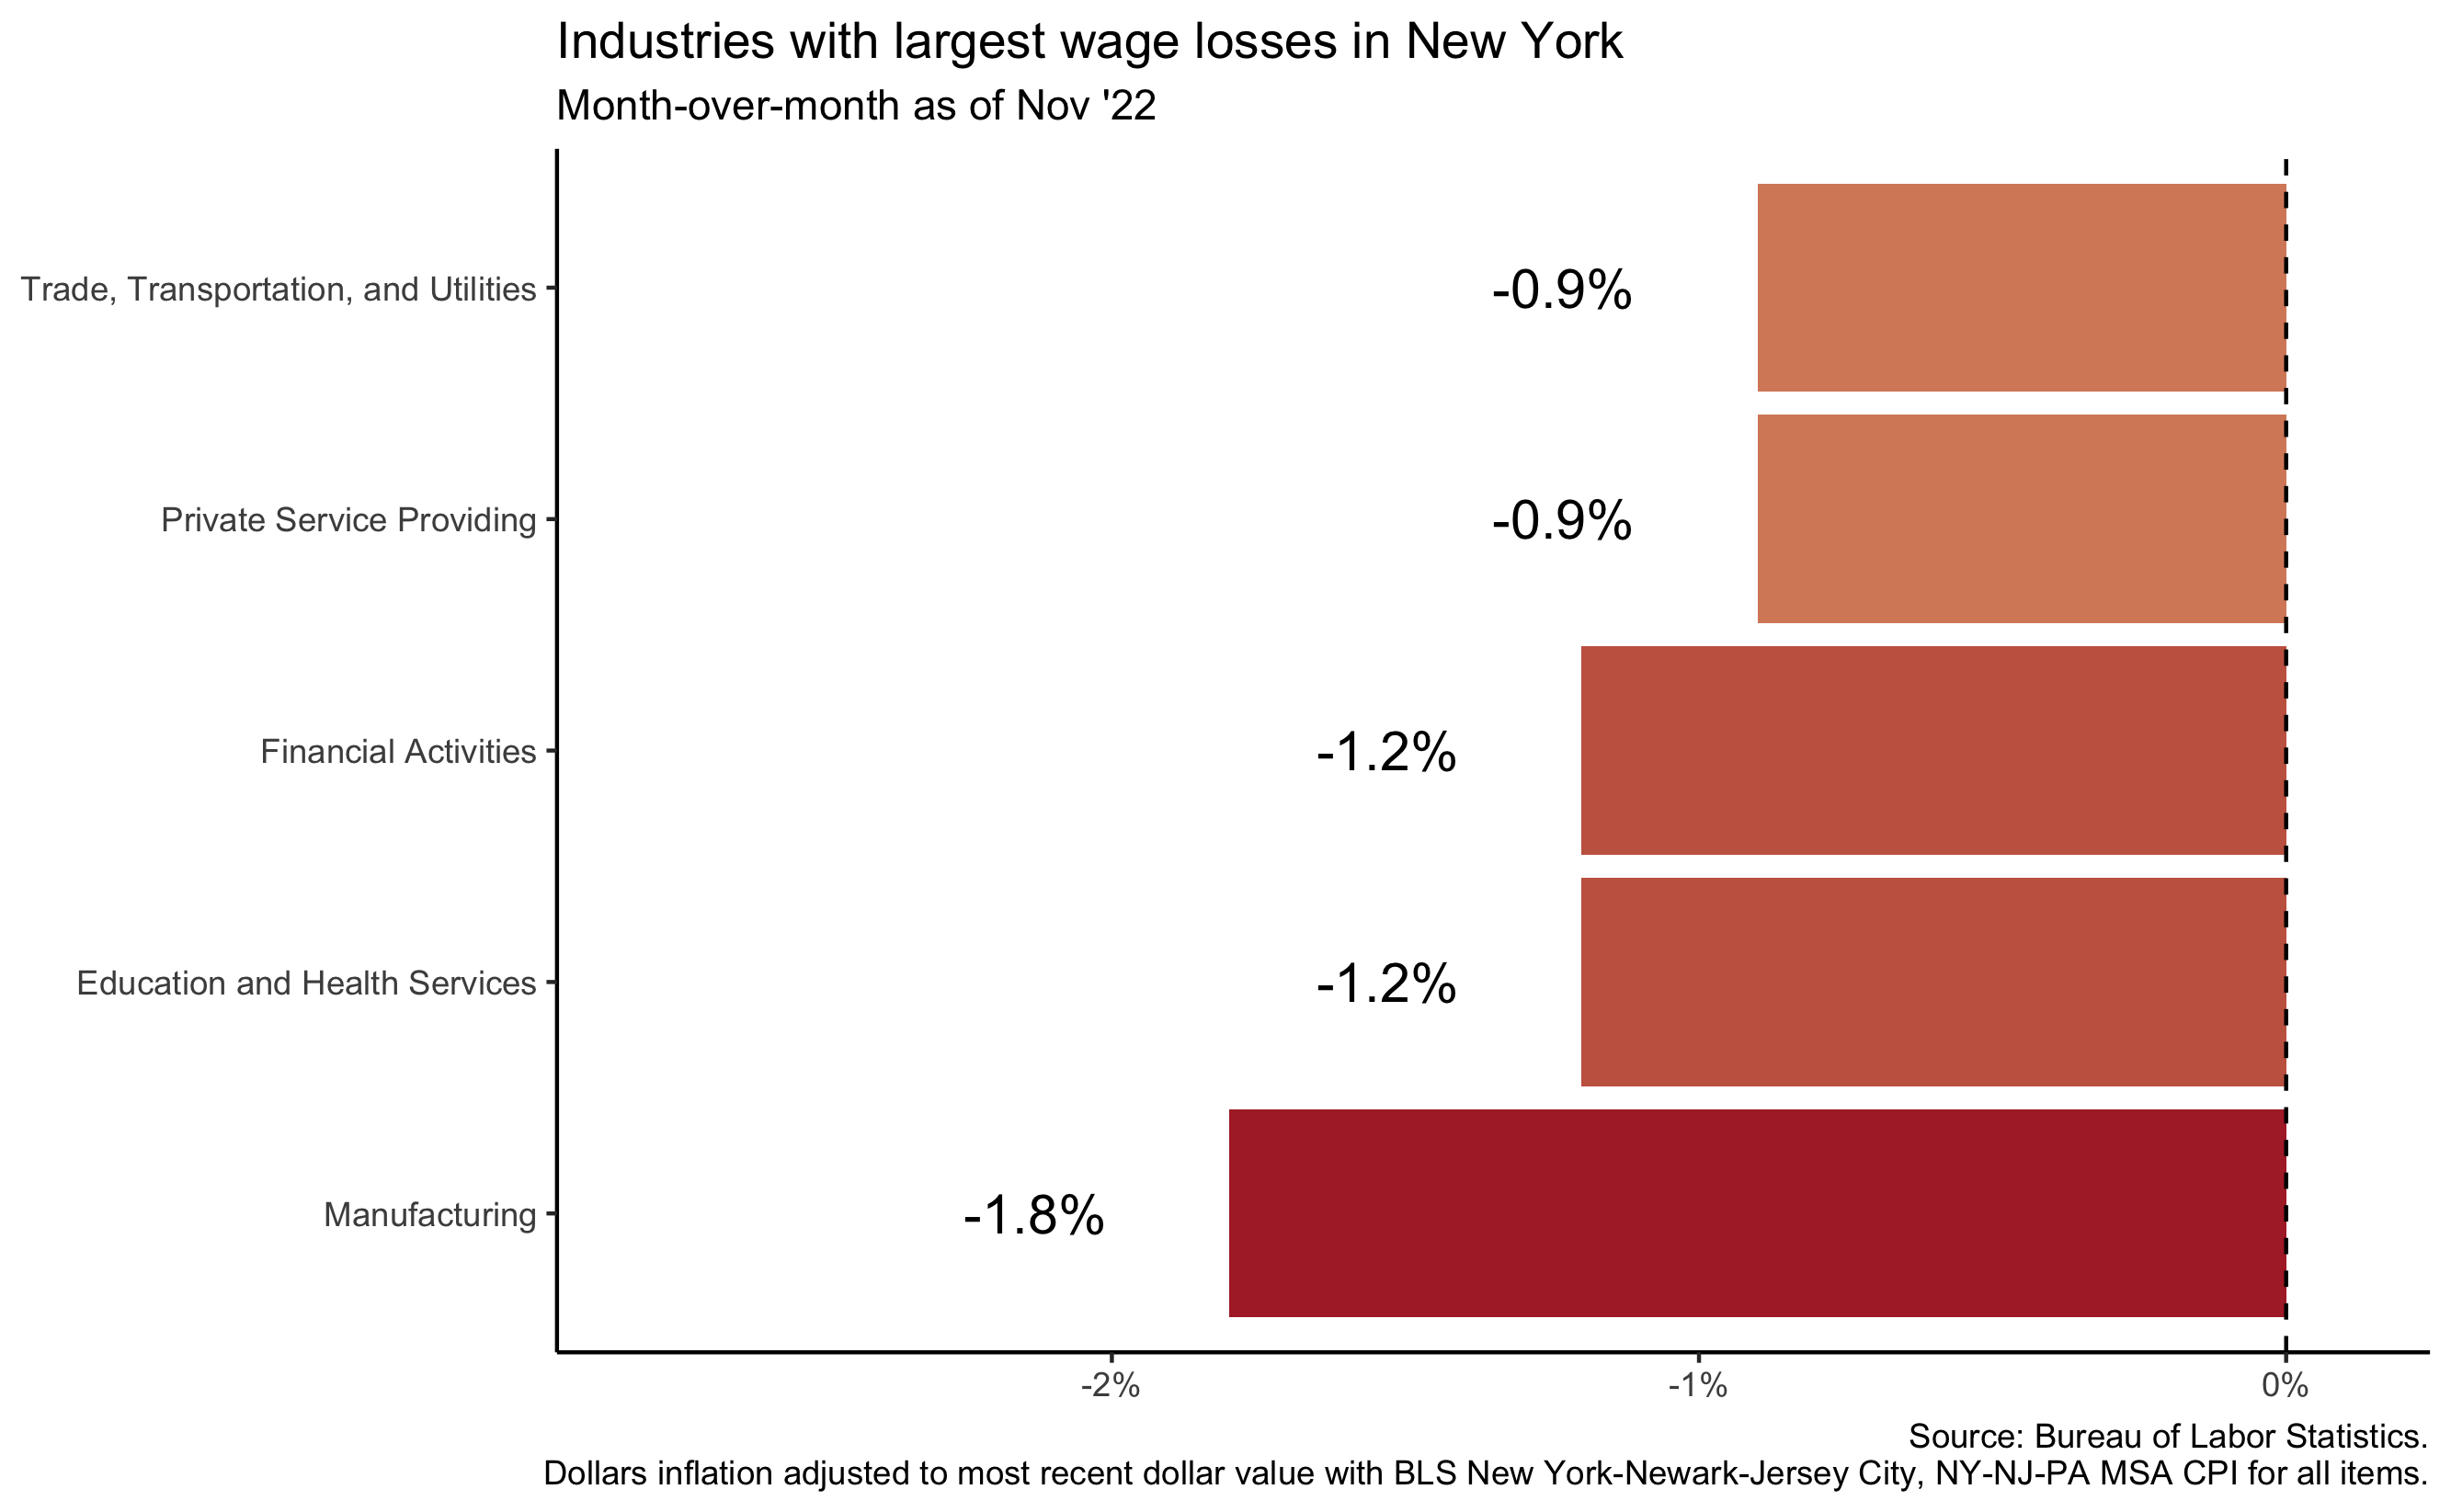 Industries with largest wage losses in New York
Month-over-month as of Nov '22
Trade, Transportation, and Utilities
-0.9%
Private Service Providing
-0.9%
Financial Activities
-1.2%
Education and Health Services
-1.2%
Manufacturing
-1.8%
-2%
-1%
0%
Source: Bureau of Labor Statistics.
Dollars inflation adjusted to most recent dollar value with BLS New York-Newark-Jersey City, NY-NJ-PA MSA CPI for all items.